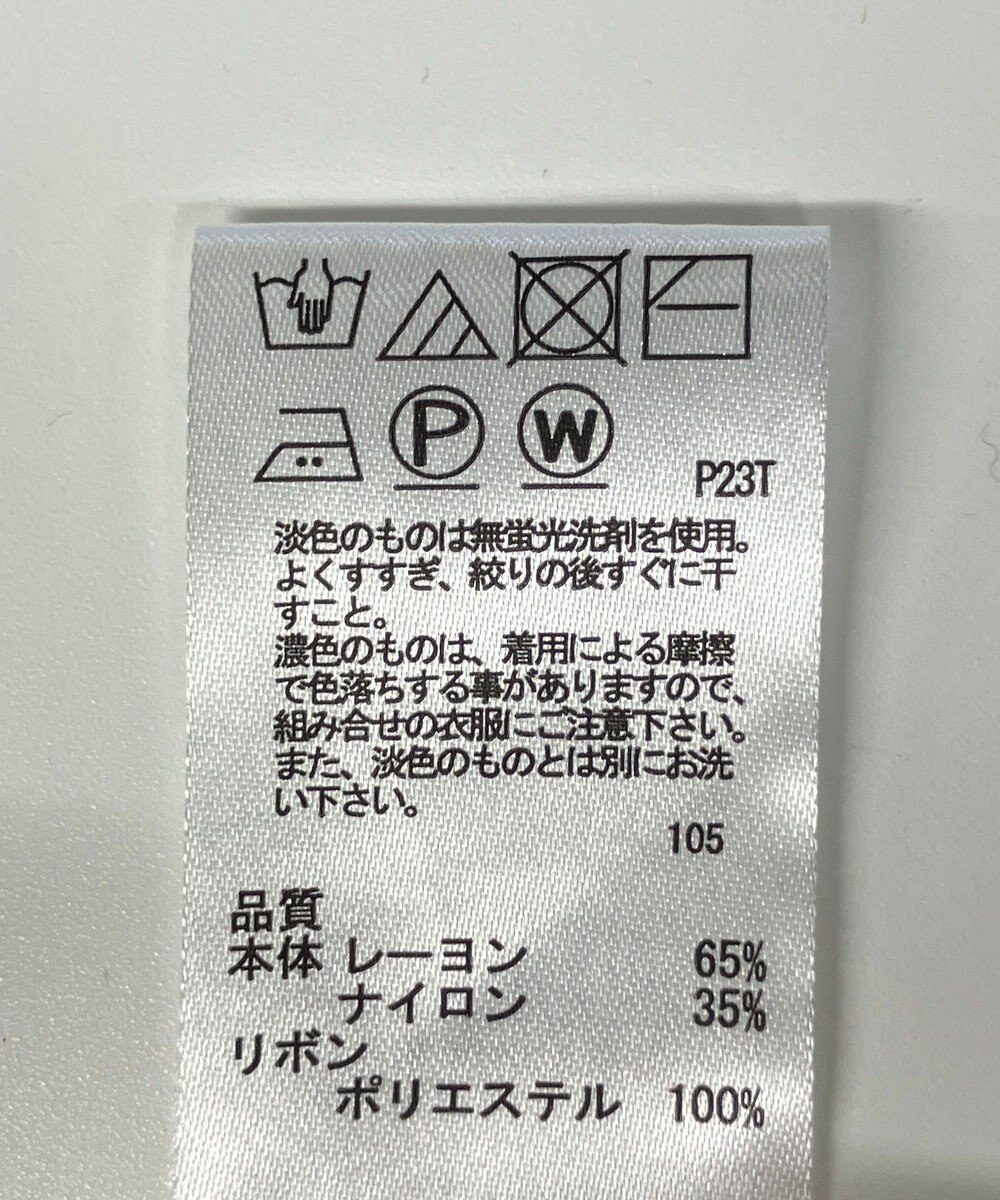 P
W
P23T
淡色のものは無蛍光洗剤を使用。
よくすすぎ、絞りの後すぐに干
すこと。
濃色のものは、着用による摩擦
で色落ちする事がありますので、
組み合せの衣服にご注意下さい。
また、淡色のものとは別にお洗
い下さい。
105
品質
本体 レーヨン 65%
ナイロン 35%
リボン
ポリエステル 100%